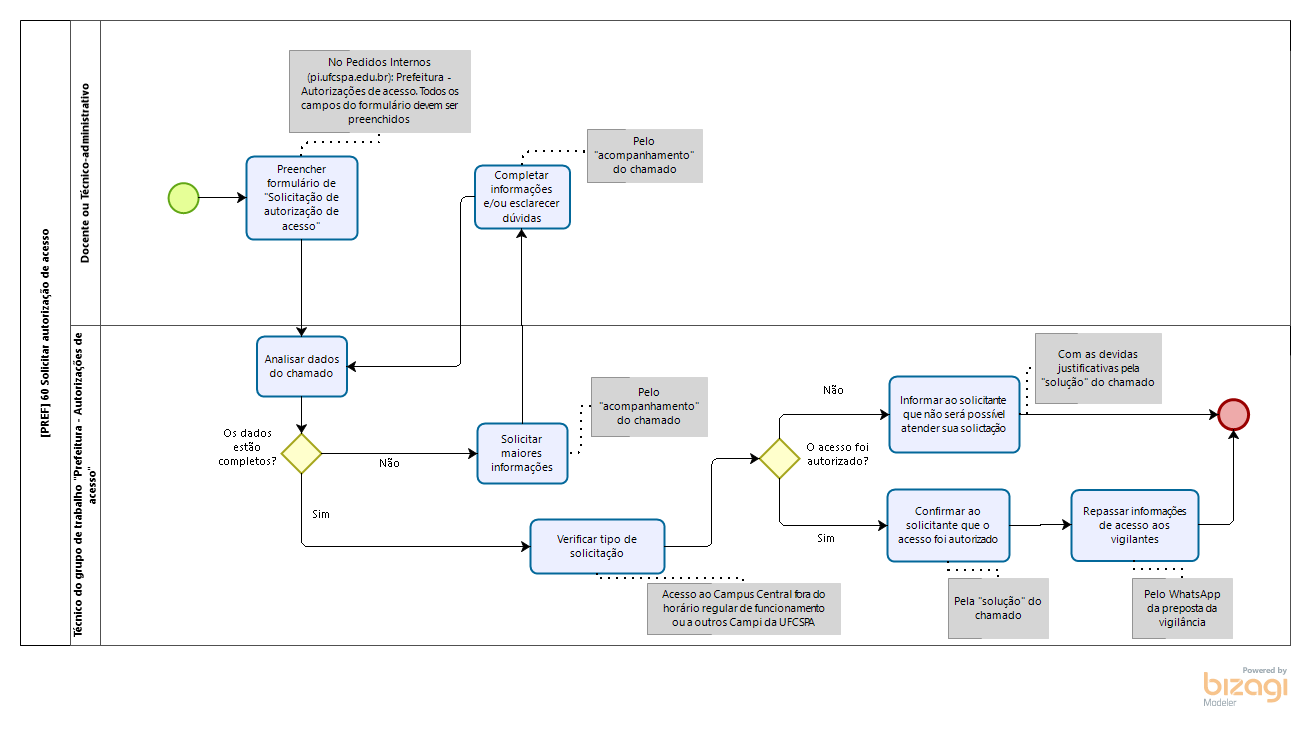 [PREF] 60 Solicitar autorização de acesso
Docente ou Técnico-administrativo
No Pedidos Internos
(pi.ufcspa.edu.br): Prefeitura -
Autorizações de acesso. Todos os
campos do formulário devem ser
preenchidos
Preencher
formulário de
"Solicitação de
autorização de
acesso"
Completar
informações
e/ou esclarecer
dúvidas
Pelo
"acompanhamento"
do chamado
Técnico do grupo de trabalho "Prefeitura - Autorizações de
acesso"
Analisar dados
do chamado
Os dados
estão
completos?
Não
Sim
Solicitar
maiores
informações
Pelo
"acompanhamento"
do chamado
Verificar tipo de
solicitação
Acesso ao Campus Central fora do
horário regular de funcionamento
ou a outros Campi da UFCSPA
O acesso foi
autorizado?
Não
Sim
Informar ao solicitante
que não será possível
atender sua solictação
Com as devidas
justificativas pela
"solução" do chamado
Confirmar ao
solicitante que o
acesso foi autorizado
Pela "solução" do
chamado
Repassar informações
de acesso aos
vigilantes
Pelo WhatsApp
da preposta da
vigilância
Powered by
bizagi
Modeler